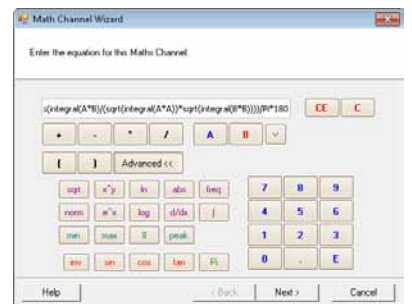 Math Channel Wizard
Enter the equation for this Maths Channel.
s(integral(A*B)/(sqrt(integral(A*A))*sqrt(integral(B*B))))/PI*180
CE C
+ - * / A B
( ) Advanced <<
sqrt x^y ln abs freq 7 8 9
norm e^x log d/dx ∫ 4 5 6
min max x̅ peak 1 2 3
inv sin cos tan Pi 0 . E
Help < Back Next > Cancel